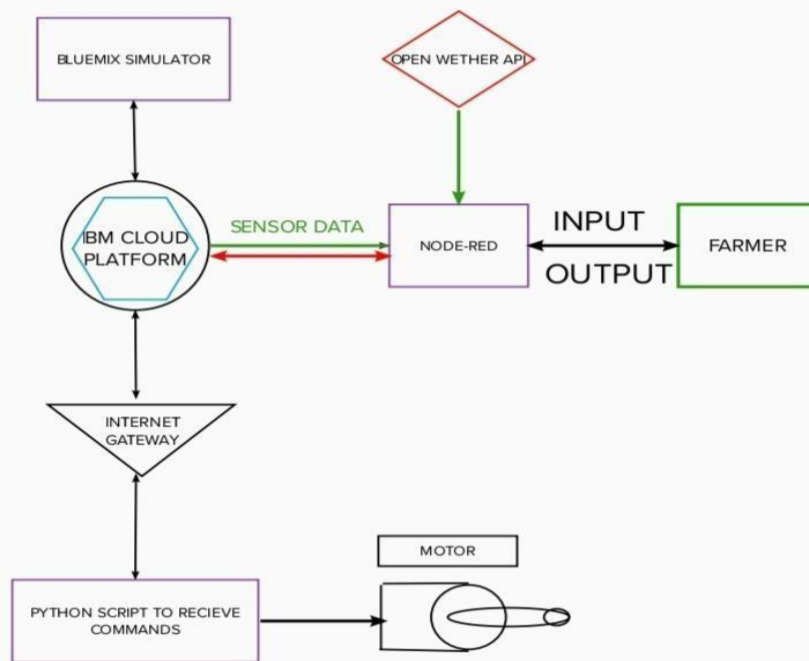 BLUEMIX SIMULATOR
OPEN WETHER API
IBM CLOUD
PLATFORM
SENSOR DATA
NODE-RED
INPUT
OUTPUT
FARMER
INTERNET
GATEWAY
MOTOR
PYTHON SCRIPT TO RECIEVE
COMMANDS